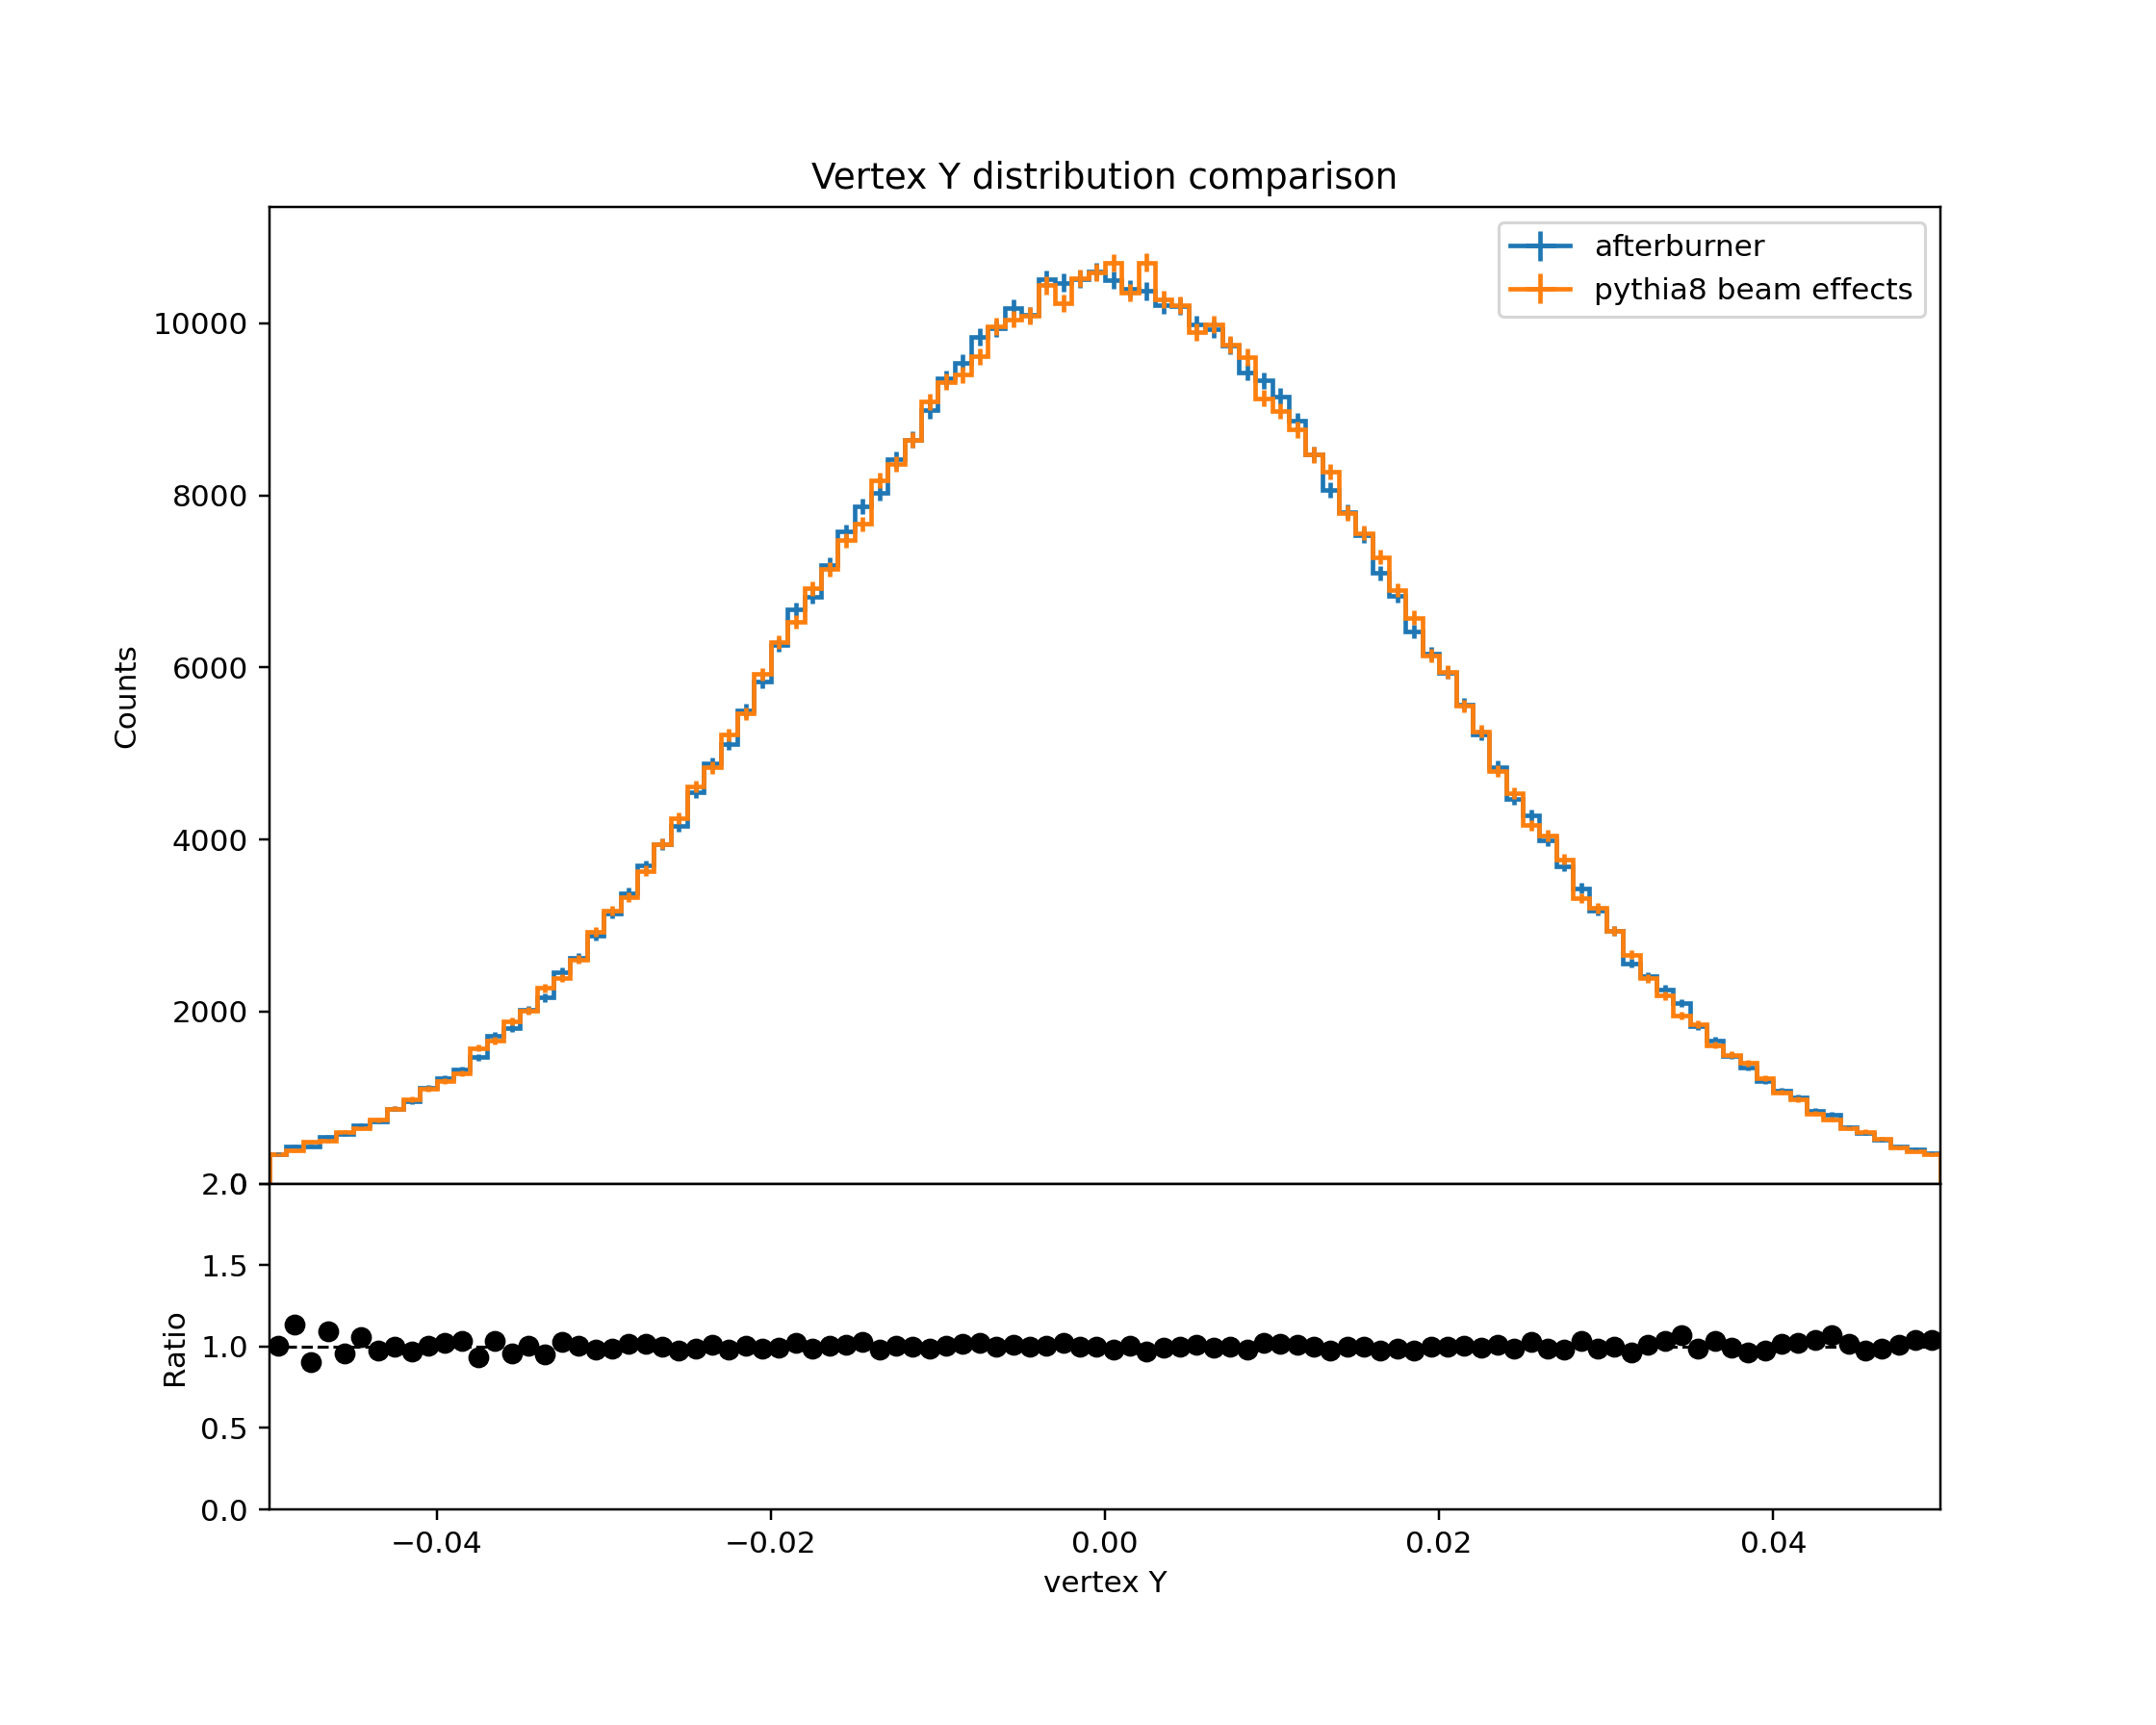 Vertex Y distribution comparison
afterburner
pythia8 beam effects
10000
8000
6000
4000
2000
Counts
2.0
1.5
1.0
0.5
0.0
Ratio
−0.04 −0.02 0.00 0.02 0.04
vertex Y